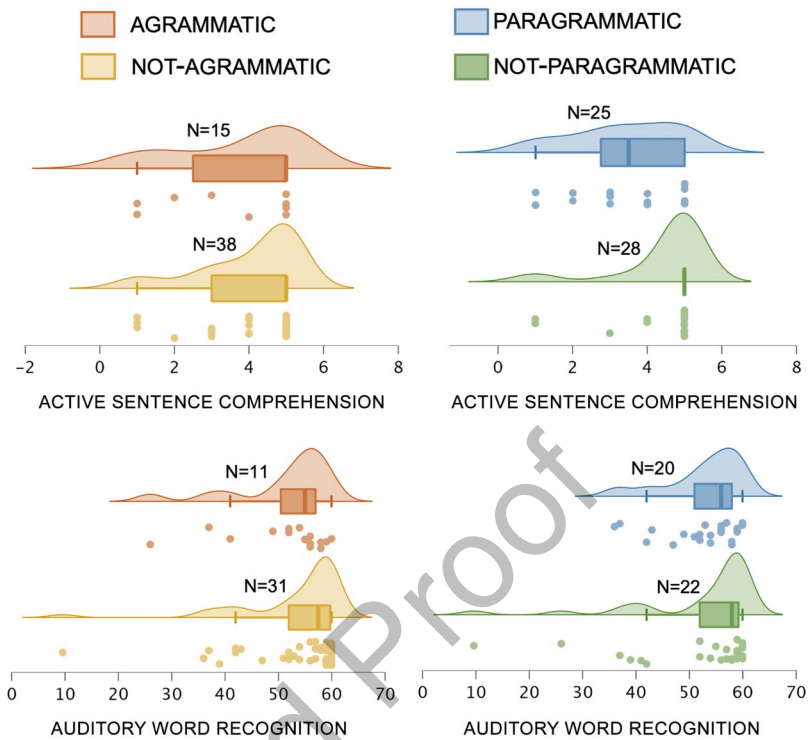 AGRAMMATIC
NOT-AGRAMMATIC
PARAGRAMMATIC
NOT-PARAGRAMMATIC
N=15
N=38
-2 0 2 4 6 8
ACTIVE SENTENCE COMPREHENSION
N=25
N=28
0 2 4 6 8
ACTIVE SENTENCE COMPREHENSION
N=11
N=31
0 10 20 30 40 50 60 70
AUDITORY WORD RECOGNITION
N=20
N=22
0 10 20 30 40 50 60 70
AUDITORY WORD RECOGNITION
d Proof